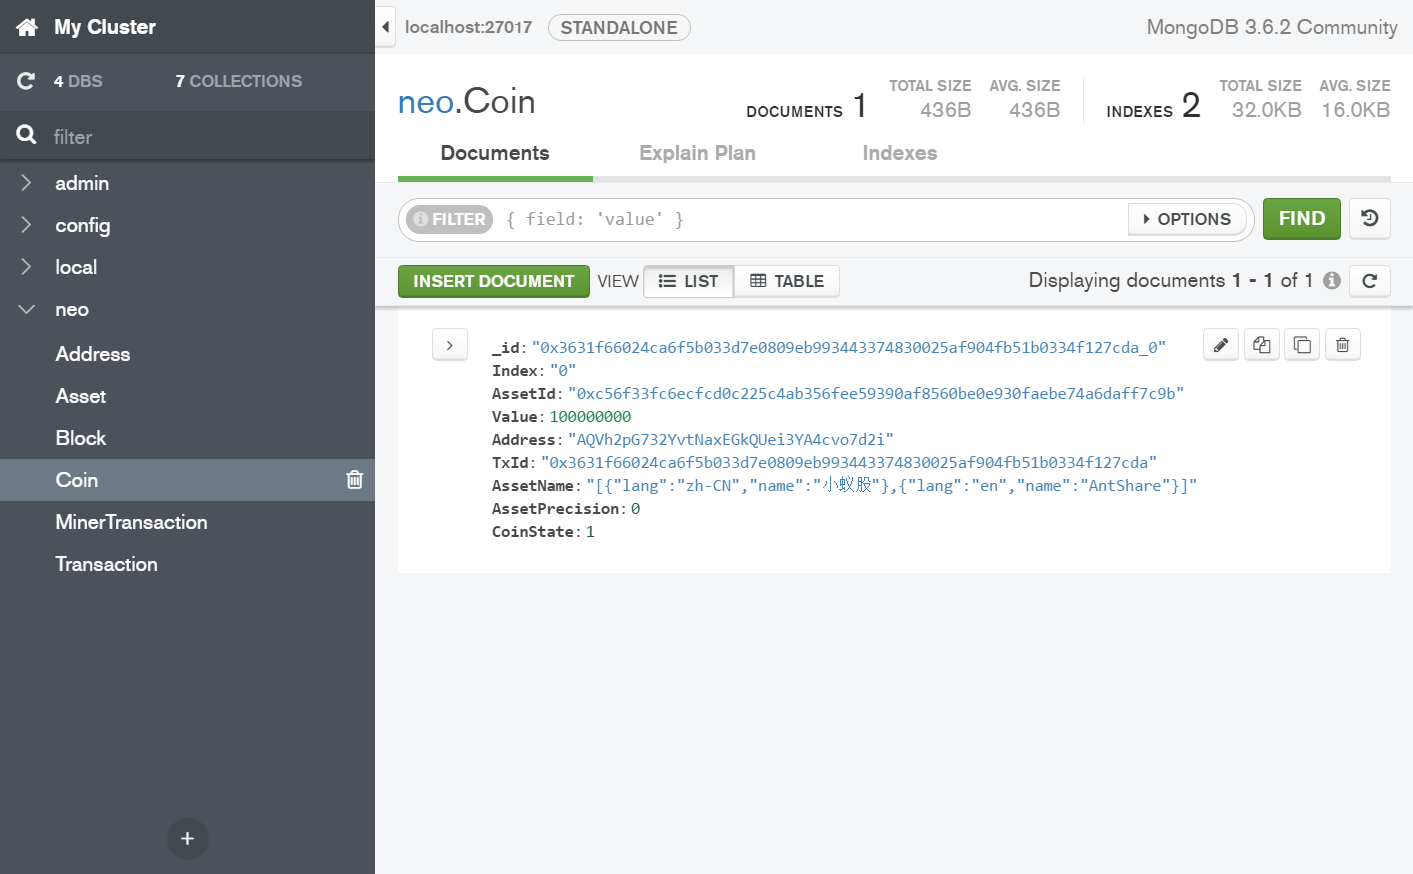 My Cluster
4 DBS 7 COLLECTIONS
filter
admin
config
local
neo
Address
Asset
Block
Coin
MinerTransaction
Transaction
+
localhost:27017 STANDALONE MongoDB 3.6.2 Community
neo.Coin
DOCUMENTS 1 TOTAL SIZE 436B AVG. SIZE 436B INDEXES 2 TOTAL SIZE 32.0KB AVG. SIZE 16.0KB
Documents Explain Plan Indexes
FILTER { field: 'value' } OPTIONS FIND
INSERT DOCUMENT VIEW LIST TABLE Displaying documents 1 - 1 of 1
_id: "0x3631f66024ca6f5b033d7e0809eb993443374830025af904fb51b0334f127cda_0"
Index: "0"
AssetId: "0xc56f33fc6ecfcd0c225c4ab356fee59390af8560be0e930faebe74a6daff7c9b"
Value: 100000000
Address: "AQVh2pG732YvtNaxEGkQUei3YA4cvo7d2i"
TxId: "0x3631f66024ca6f5b033d7e0809eb993443374830025af904fb51b0334f127cda"
AssetName: "[{"lang":"zh-CN","name":"小蚁股"},{"lang":"en","name":"AntShare"}]"
AssetPrecision: 0
CoinState: 1